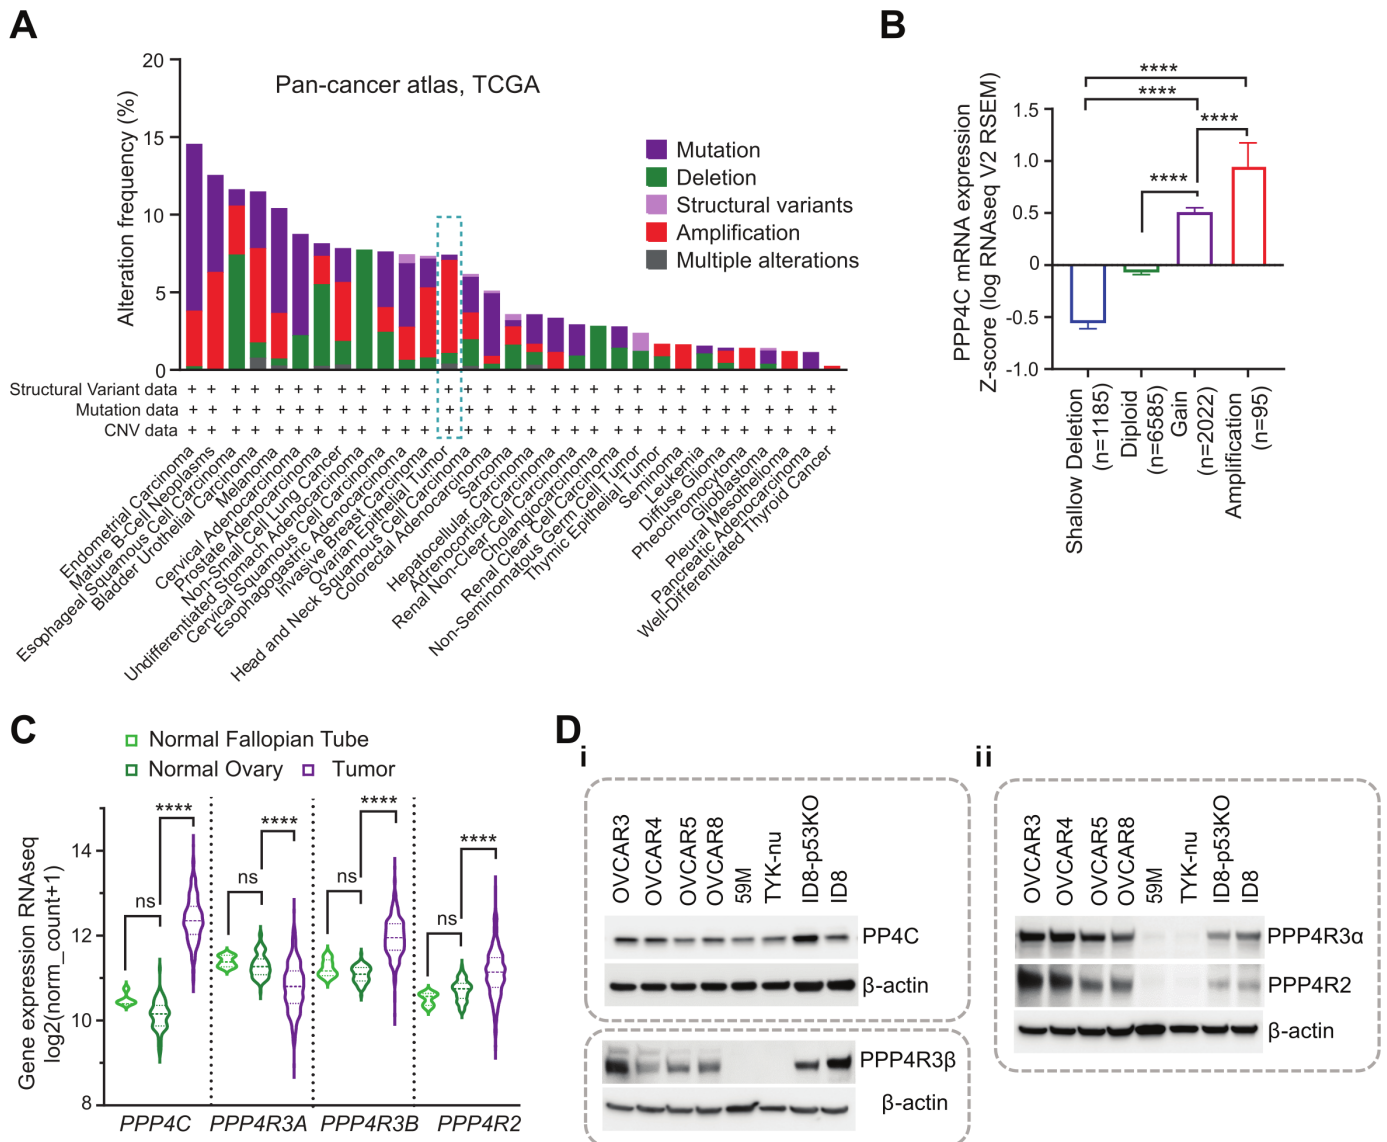 A
20
15
10
5
0
Alteration frequency (%)
Pan-cancer atlas, TCGA
Mutation
Deletion
Structural variants
Amplification
Multiple alterations
Structural Variant data + + + + + + + + + + + + + + + + + + + + + + + + + + + + + + +
Mutation data + + + + + + + + + + + + + + + + + + + + + + + + + + + + + + +
CNV data + + + + + + + + + + + + + + + + + + + + + + + + + + + + + + +
Endometrial Carcinoma
Mature B-Cell Neoplasms
Esophageal Squamous Cell Carcinoma
Bladder Urothelial Carcinoma
Melanoma
Cervical Adenocarcinoma
Prostate Adenocarcinoma
Non-Small Cell Lung Cancer
Undifferentiated Stomach Adenocarcinoma
Cervical Squamous Cell Carcinoma
Esophagogastric Adenocarcinoma
Invasive Breast Carcinoma
Ovarian Epithelial Tumor
Head and Neck Squamous Cell Carcinoma
Colorectal Adenocarcinoma
Sarcoma
Hepatocellular Carcinoma
Adrenocortical Carcinoma
Renal Non-Clear Cell Carcinoma
Cholangiocarcinoma
Renal Clear Cell Carcinoma
Non-Seminomatous Germ Cell Tumor
Thymic Epithelial Tumor
Seminoma
Leukemia
Diffuse Glioma
Pheochromocytoma
Glioblastoma
Pleural Mesothelioma
Pancreatic Adenocarcinoma
Well-Differentiated Thyroid Cancer
B
PPP4C mRNA expression
Z-score (log RNAseq V2 RSEM)
1.5
1.0
0.5
0
-0.5
-1.0
****
****
****
****
Shallow Deletion
(n=1185)
Diploid
(n=6585)
Gain
(n=2022)
Amplification
(n=95)
C
Normal Fallopian Tube
Normal Ovary
Tumor
Gene expression RNAseq
log2(norm_count+1)
14
12
10
8
ns
****
ns
****
ns
****
ns
****
PPP4C
PPP4R3A
PPP4R3B
PPP4R2
D
i
OVCAR3
OVCAR4
OVCAR5
OVCAR8
59M
TYK-nu
ID8-p53KO
ID8
PP4C
β-actin
PPP4R3β
β-actin
ii
OVCAR3
OVCAR4
OVCAR5
OVCAR8
59M
TYK-nu
ID8-p53KO
ID8
PPP4R3α
PPP4R2
β-actin